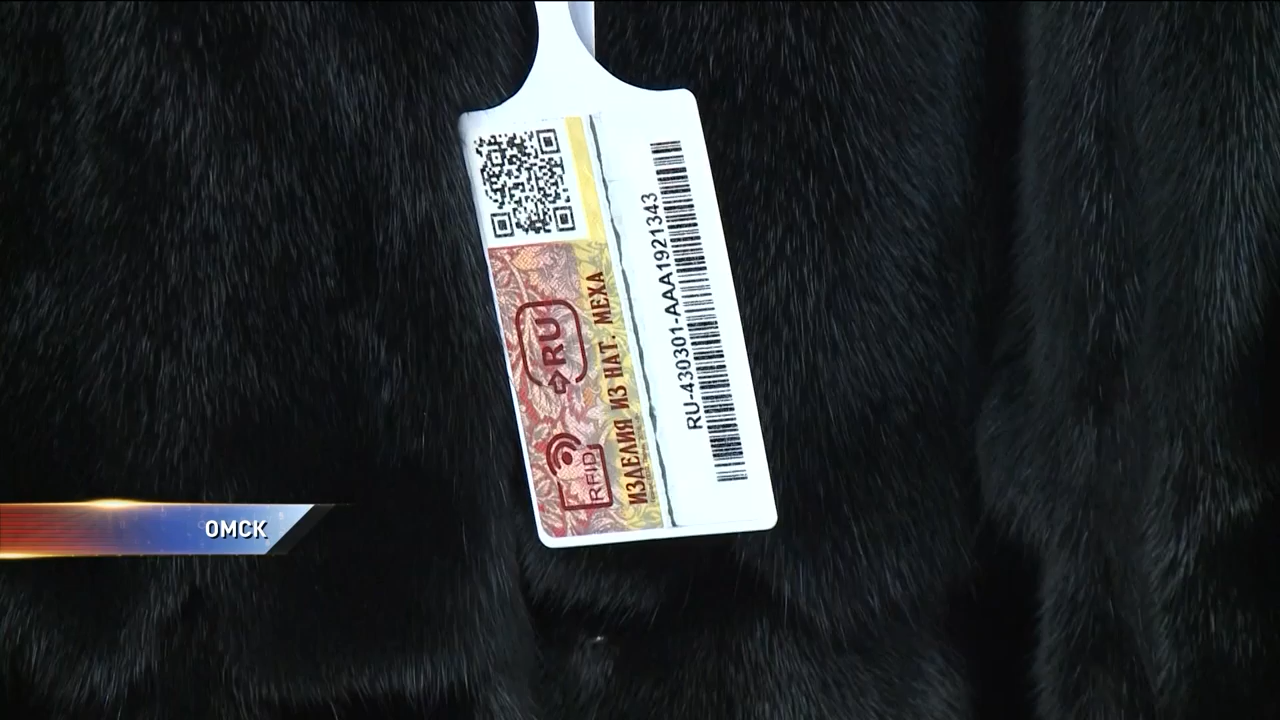 RU
RFID
ИЗДЕЛИЯ ИЗ НАТ. МЕХА
RU-430301-AAA1921343
ОМСК